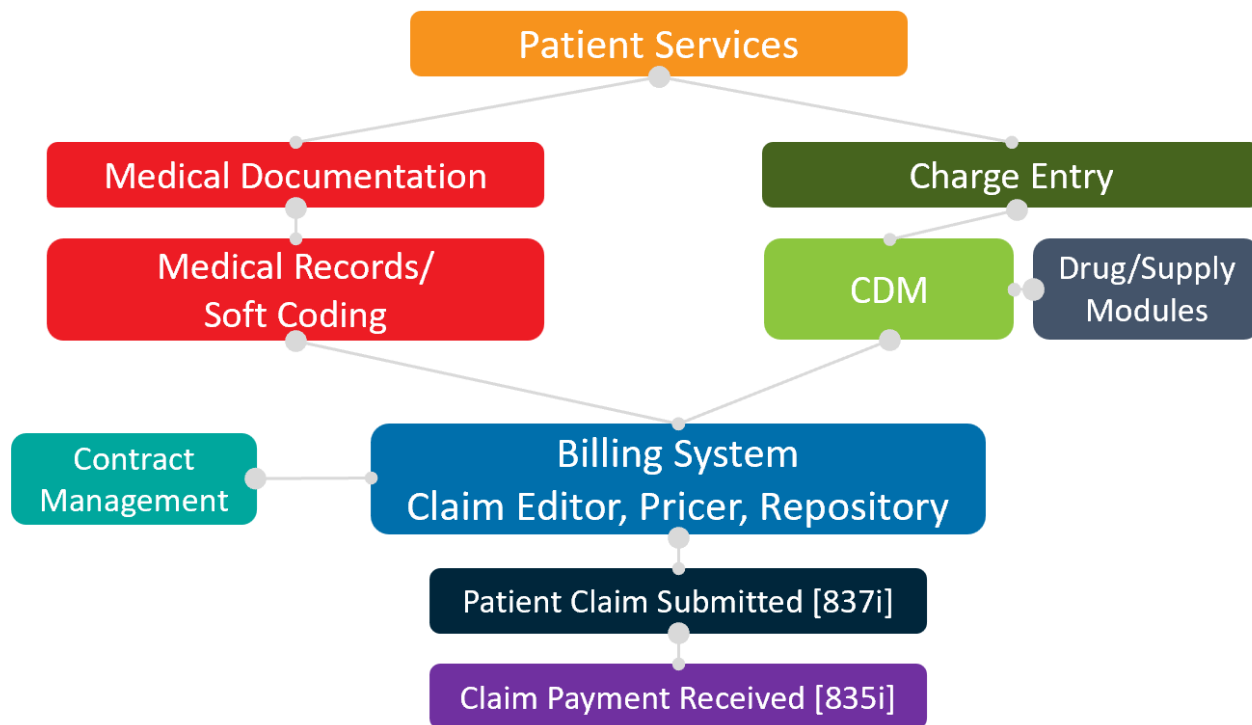 Patient Services
Medical Documentation
Charge Entry
Medical Records/
Soft Coding
CDM
Drug/Supply
Modules
Contract
Management
Billing System
Claim Editor, Pricer, Repository
Patient Claim Submitted [837i]
Claim Payment Received [835i]